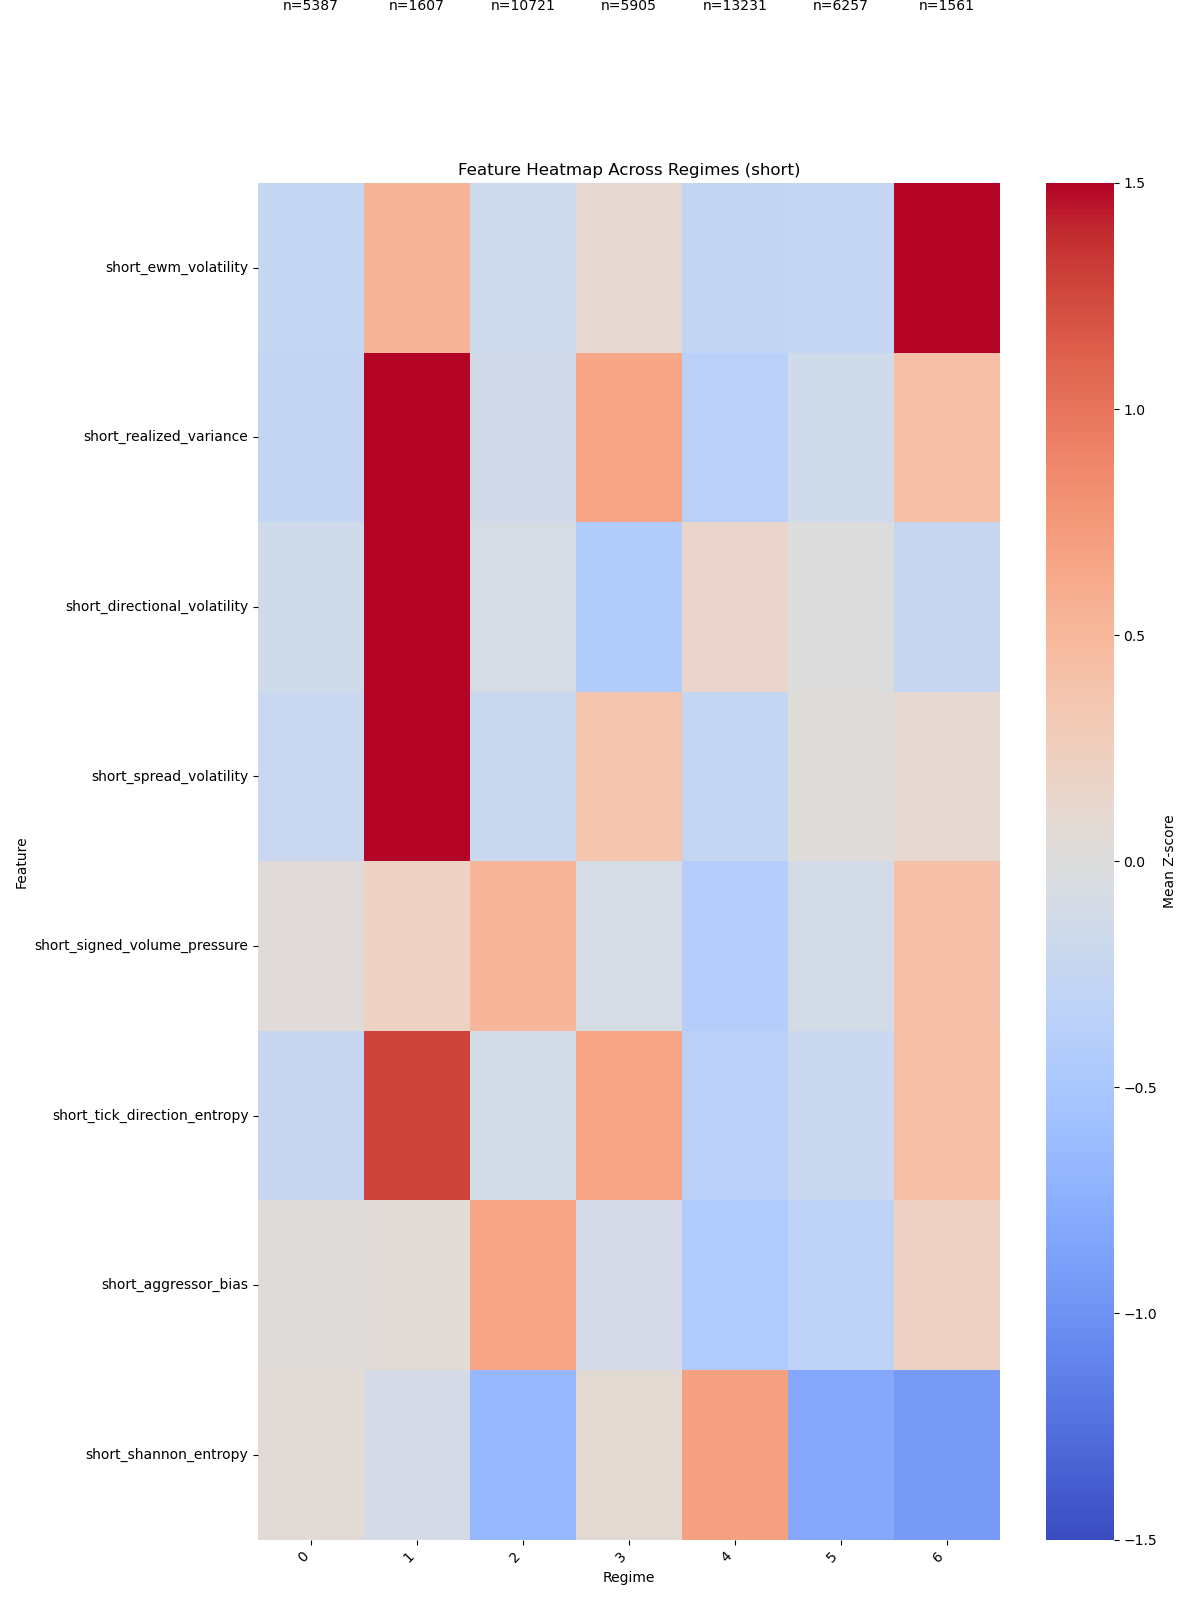 n=5387 n=1607 n=10721 n=5905 n=13231 n=6257 n=1561
Feature Heatmap Across Regimes (short)
short_ewm_volatility
short_realized_variance
short_directional_volatility
short_spread_volatility
short_signed_volume_pressure
short_tick_direction_entropy
short_aggressor_bias
short_shannon_entropy
Feature
0 1 2 3 4 5 6
Regime
1.5
1.0
0.5
0.0
−0.5
−1.0
−1.5
Mean Z-score